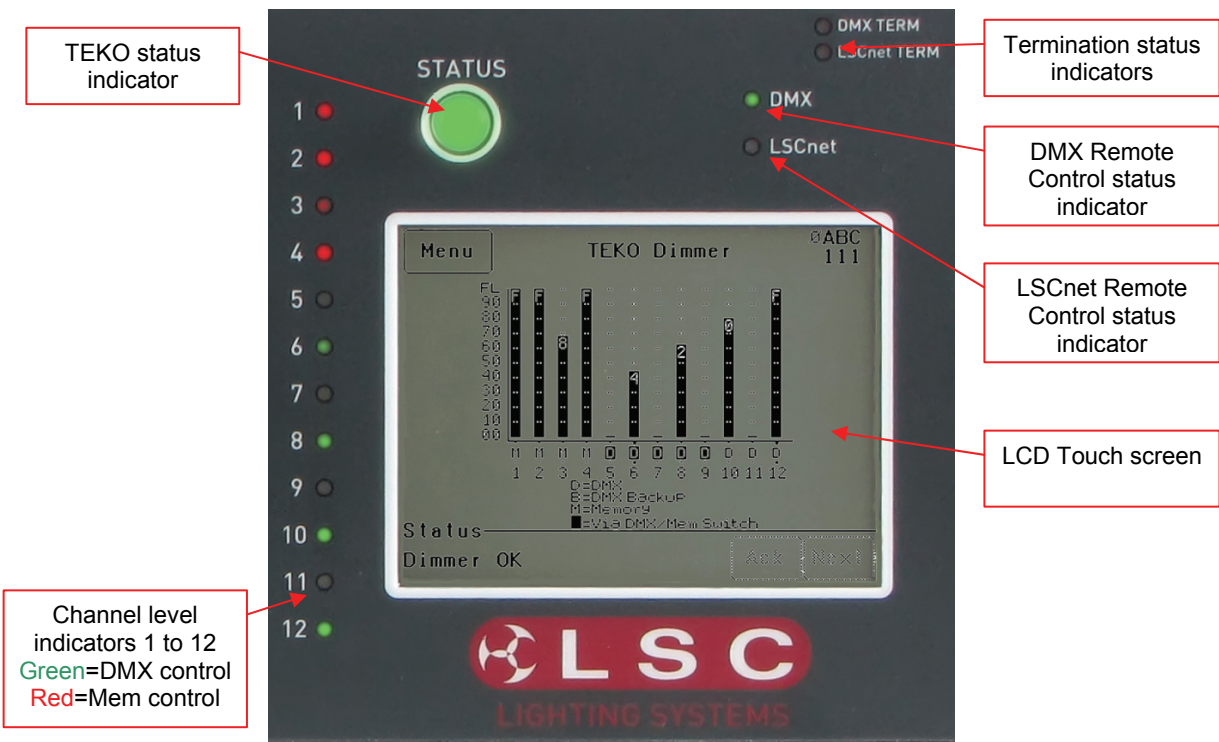 TEKO status
indicator
STATUS
DMX TERM
LSCnet TERM
Termination status
indicators
DMX
LSCnet
DMX Remote
Control status
indicator
LSCnet Remote
Control status
indicator
LCD Touch screen
1
2
3
4
5
6
7
8
9
10
11
12
Channel level
indicators 1 to 12
Green=DMX control
Red=Mem control
Menu
TEKO Dimmer
0ABC
111
FL
90
80
70
60
50
40
30
20
10
00
F F 8 F 4 2 0 F
M M M M D D D D D D D D
1 2 3 4 5 6 7 8 9 10 11 12
D=DMX
B=DMX Backup
M=Memory
=Via DMX/Mem Switch
Status
Dimmer OK
Ack Next
LSC
LIGHTING SYSTEMS